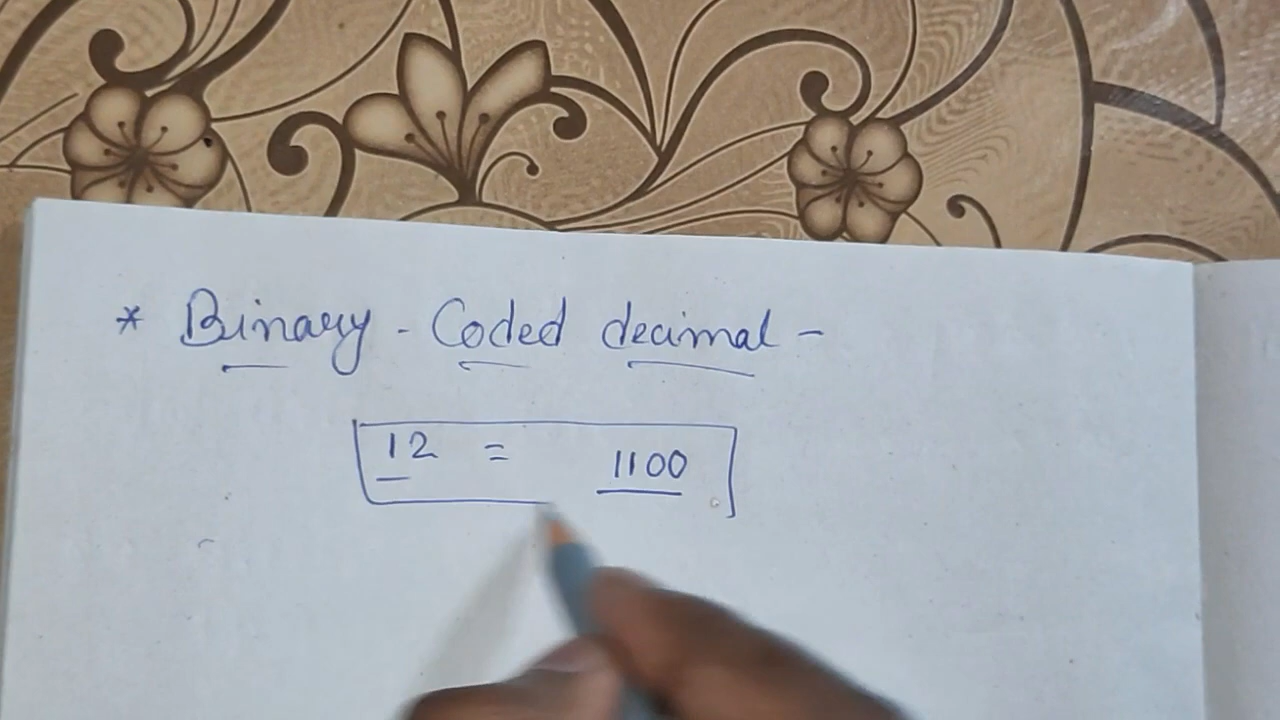 * Binary - Coded decimal -
12 = 1100